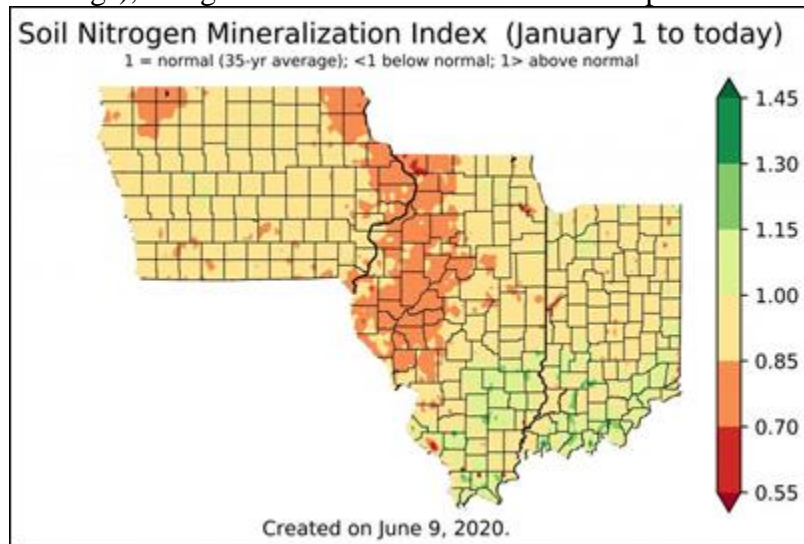 Soil Nitrogen Mineralization Index (January 1 to today)
1 = normal (35-yr average); <1 below normal; 1> above normal
1.45
1.30
1.15
1.00
0.85
0.70
0.55
Created on June 9, 2020.